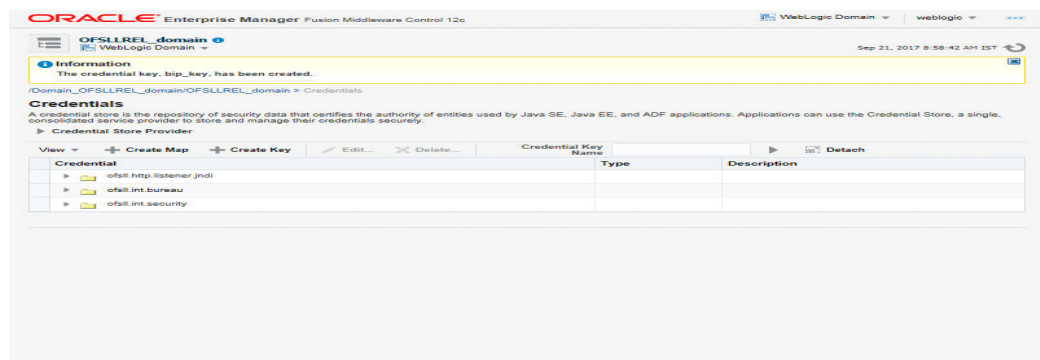 ORACLE Enterprise Manager Fusion Middleware Control 12c
WebLogic Domain weblogic
OFSLLREL_domain
WebLogic Domain
Sep 21, 2017 8:58:42 AM IST
Information
The credential key, bip_key, has been created.
/Domain_OFSLLREL_domain/OFSLLREL_domain > Credentials
Credentials
A credential store is the repository of security data that certifies the authority of entities used by Java SE, Java EE, and ADF applications. Applications can use the Credential Store, a single,
consolidated service provider to store and manage their credentials securely.
Credential Store Provider
View Create Map Create Key Edit... Delete... Credential Key Name Detach
Credential Type Description
ofsll.http.listener.jndi
ofsll.int.bureau
ofsll.int.security